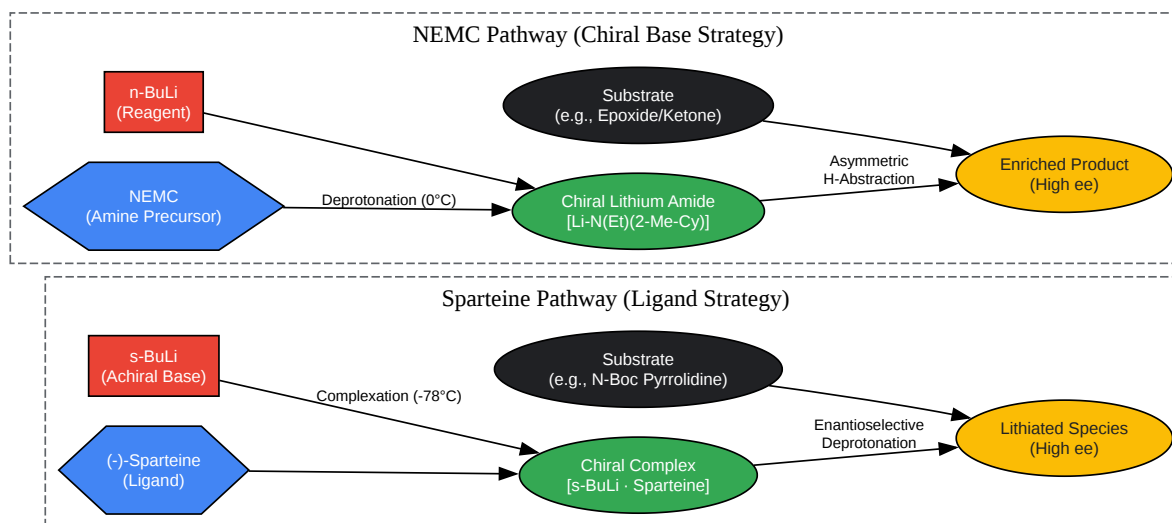 NEMC Pathway (Chiral Base Strategy)
n-BuLi
(Reagent)
Substrate
(e.g., Epoxide/Ketone)
NEMC
(Amine Precursor)
Deprotonation (0°C)
Chiral Lithium Amide
[Li-N(Et)(2-Me-Cy)]
Asymmetric
H-Abstraction
Enriched Product
(High ee)
Sparteine Pathway (Ligand Strategy)
s-BuLi
(Achiral Base)
Substrate
(e.g., N-Boc Pyrrolidine)
Complexation (-78°C)
(-)-Sparteine
(Ligand)
Chiral Complex
[s-BuLi · Sparteine]
Enantioselective
Deprotonation
Lithiated Species
(High ee)